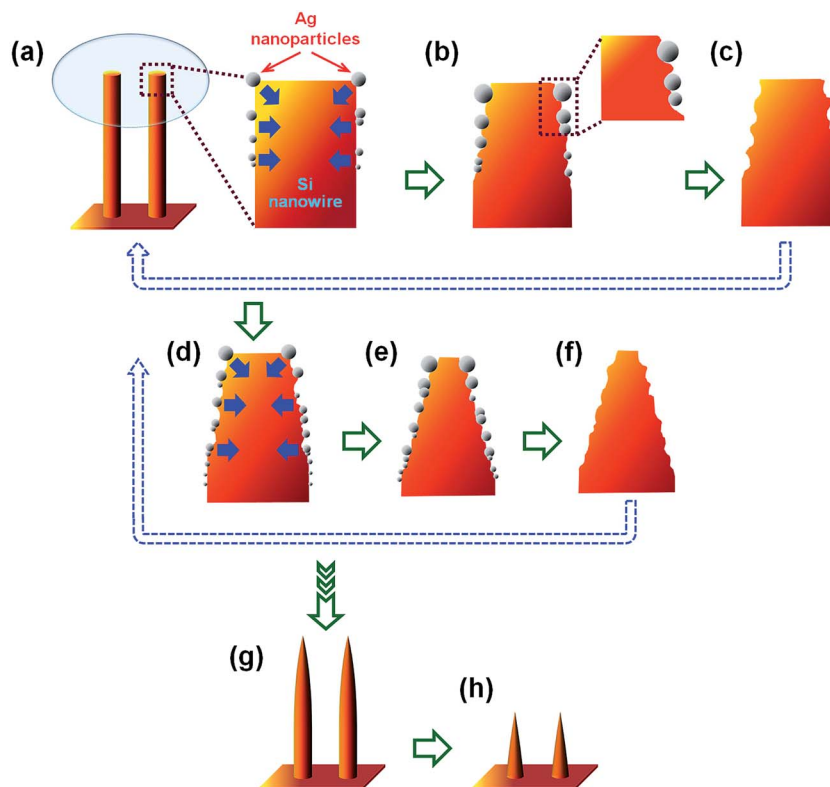 (a)
Ag
nanoparticles
(b)
(c)
Si
nanowire
(d)
(e)
(f)
(g)
(h)